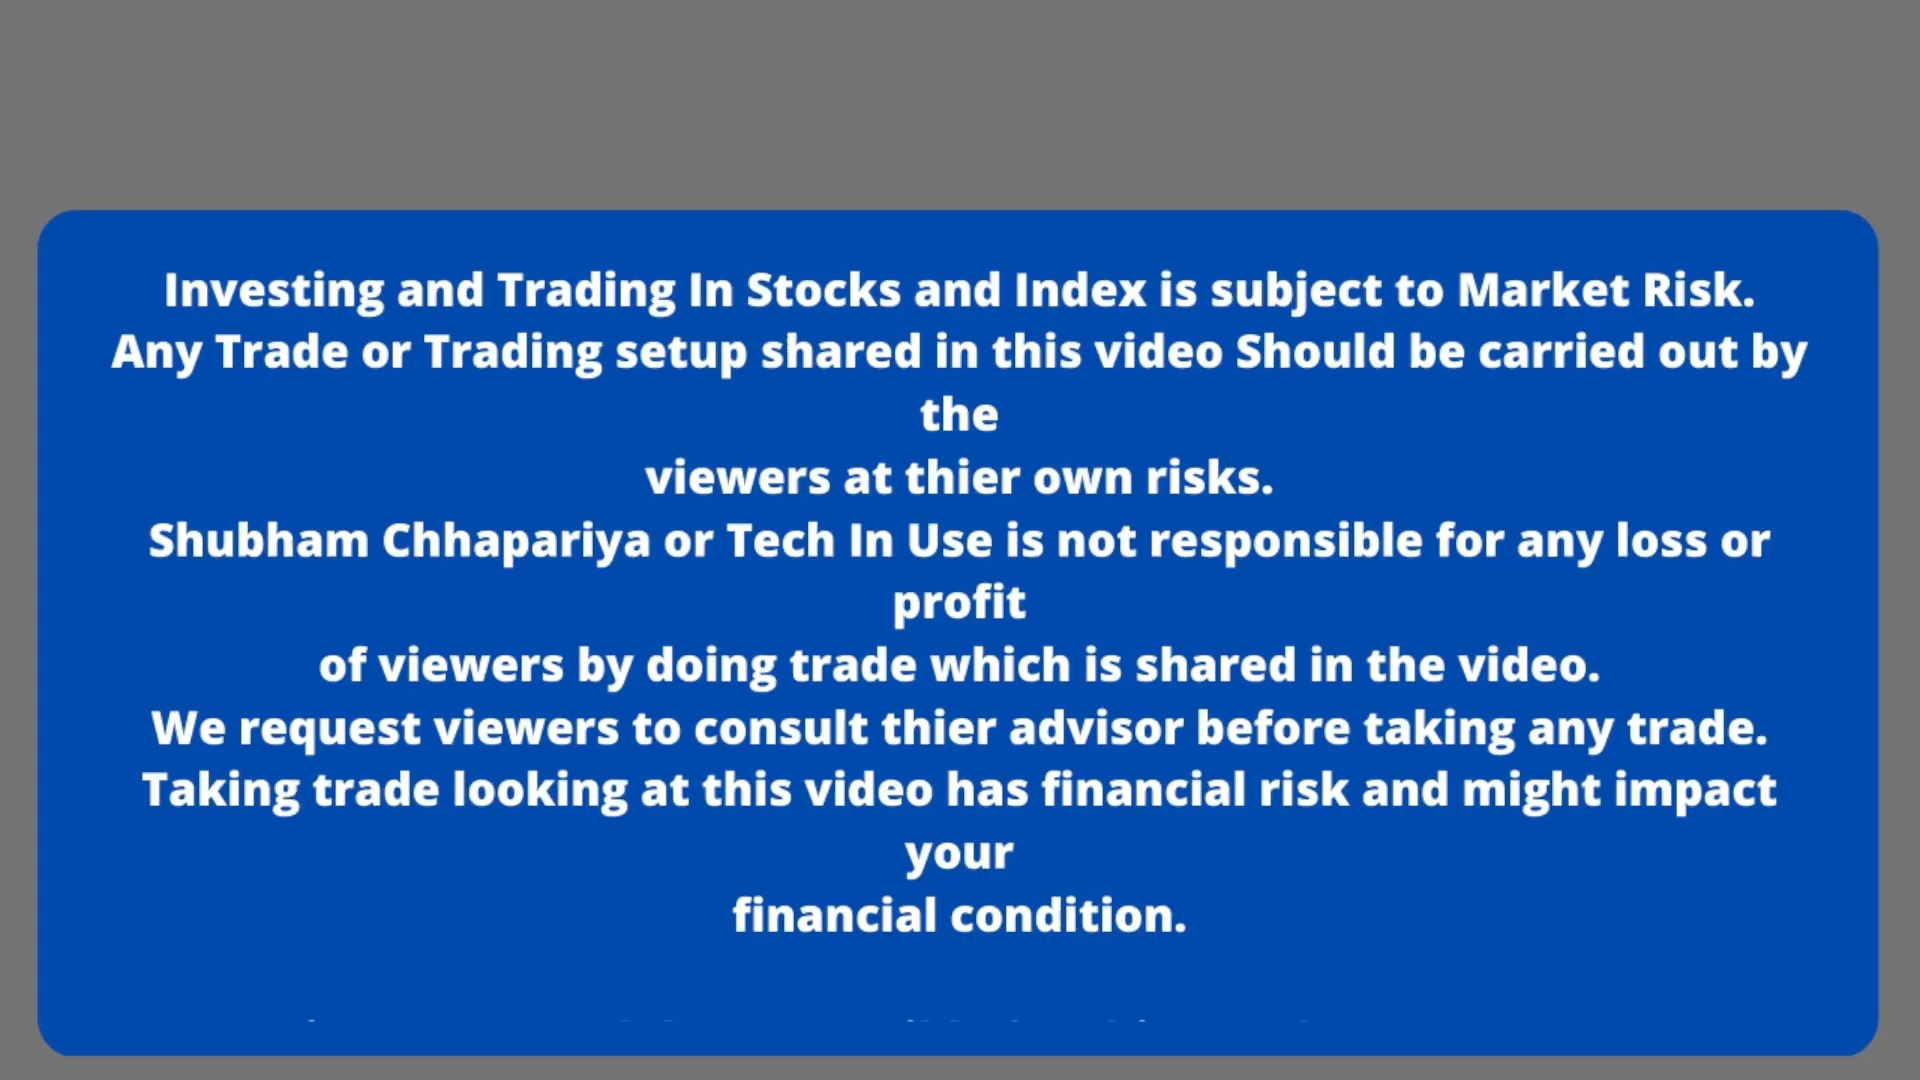 Investing and Trading In Stocks and Index is subject to Market Risk.
Any Trade or Trading setup shared in this video Should be carried out by
the
viewers at thier own risks.
Shubham Chhapariya or Tech In Use is not responsible for any loss or
profit
of viewers by doing trade which is shared in the video.
We request viewers to consult thier advisor before taking any trade.
Taking trade looking at this video has financial risk and might impact
your
financial condition.